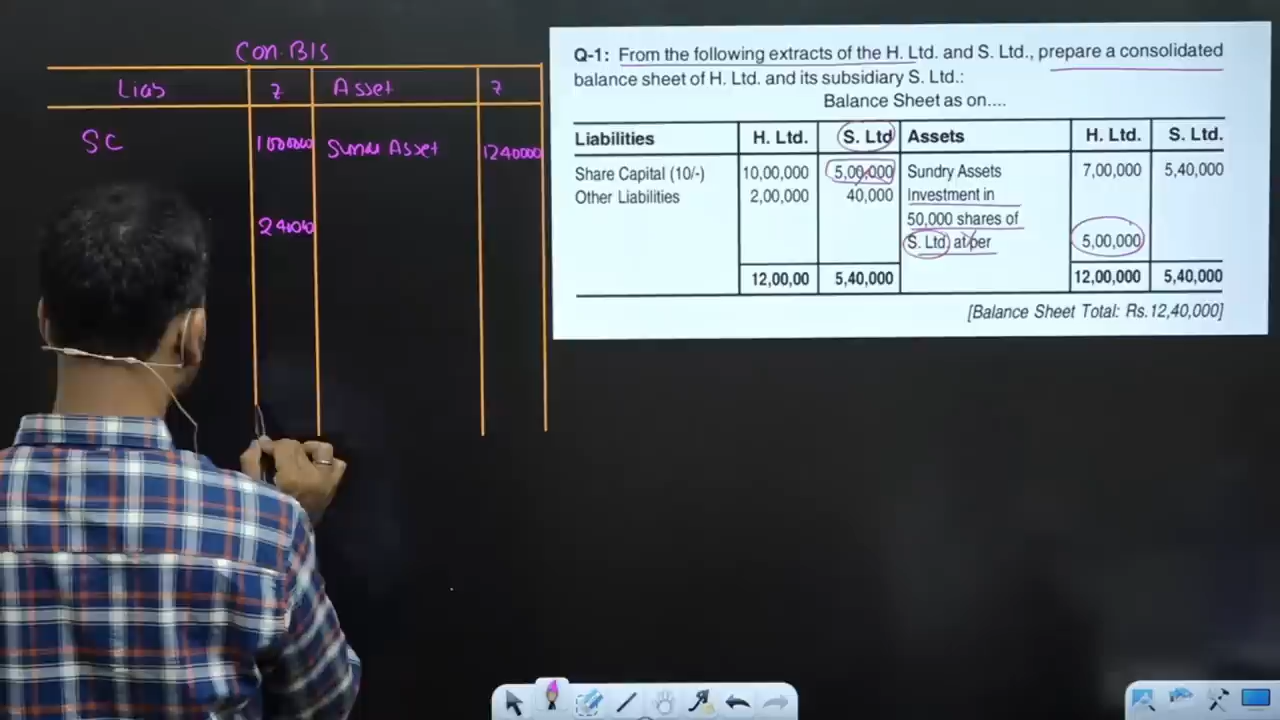 Con. B/S
Liab ₹ Asset ₹
SC 1000000 Sundr Asset 1240000
240000
Q-1: From the following extracts of the H. Ltd. and S. Ltd., prepare a consolidated
balance sheet of H. Ltd. and its subsidiary S. Ltd.:
Balance Sheet as on....
Liabilities H. Ltd. S. Ltd Assets H. Ltd. S. Ltd.
Share Capital (10/-) 10,00,000 5,00,000 Sundry Assets 7,00,000 5,40,000
Other Liabilities 2,00,000 40,000 Investment in
50,000 shares of
S. Ltd at per 5,00,000
12,00,00 5,40,000 12,00,000 5,40,000
[Balance Sheet Total: Rs.12,40,000]